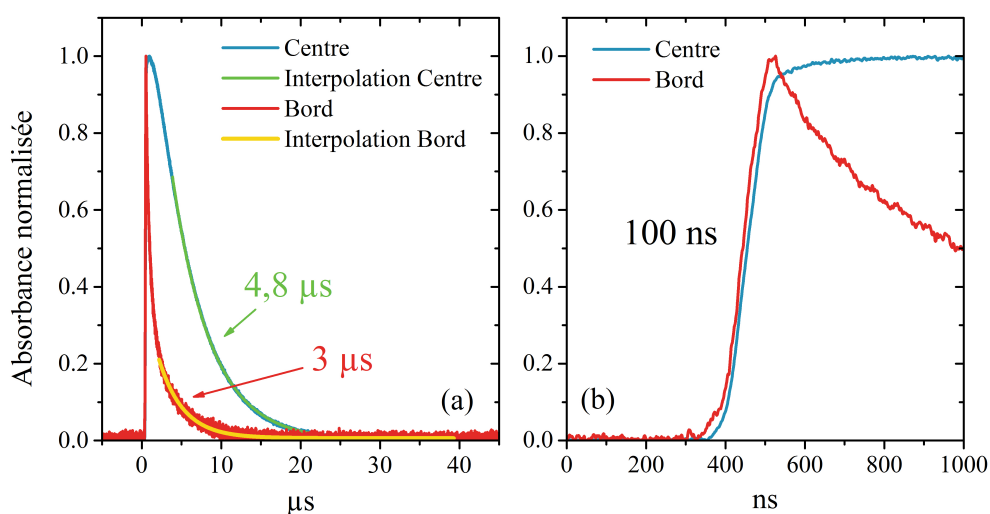 Absorbance normalisée
1.0
0.8
0.6
0.4
0.2
0.0
Centre
Interpolation Centre
Bord
Interpolation Bord
4,8 µs
3 µs
(a)
0
10
20
30
40
µs
1.0
0.8
0.6
0.4
0.2
0.0
Centre
Bord
100 ns
(b)
0
200
400
600
800
1000
ns